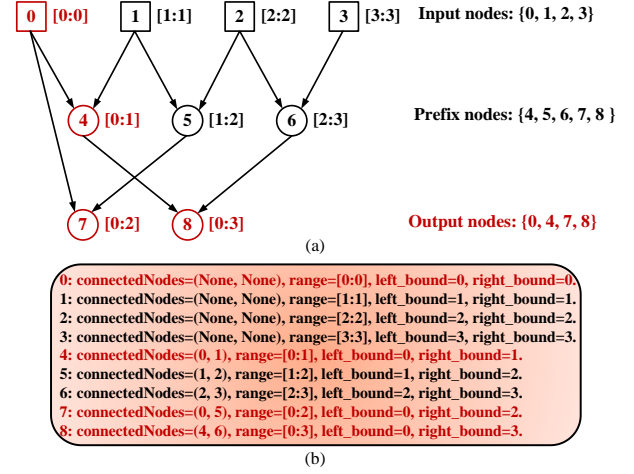 0 [0:0] 1 [1:1] 2 [2:2] 3 [3:3] Input nodes: {0, 1, 2, 3}
4 [0:1] 5 [1:2] 6 [2:3] Prefix nodes: {4, 5, 6, 7, 8 }
7 [0:2] 8 [0:3] Output nodes: {0, 4, 7, 8}
(a)
0: connectedNodes=(None, None), range=[0:0], left_bound=0, right_bound=0.
1: connectedNodes=(None, None), range=[1:1], left_bound=1, right_bound=1.
2: connectedNodes=(None, None), range=[2:2], left_bound=2, right_bound=2.
3: connectedNodes=(None, None), range=[3:3], left_bound=3, right_bound=3.
4: connectedNodes=(0, 1), range=[0:1], left_bound=0, right_bound=1.
5: connectedNodes=(1, 2), range=[1:2], left_bound=1, right_bound=2.
6: connectedNodes=(2, 3), range=[2:3], left_bound=2, right_bound=3.
7: connectedNodes=(0, 5), range=[0:2], left_bound=0, right_bound=2.
8: connectedNodes=(4, 6), range=[0:3], left_bound=0, right_bound=3.
(b)